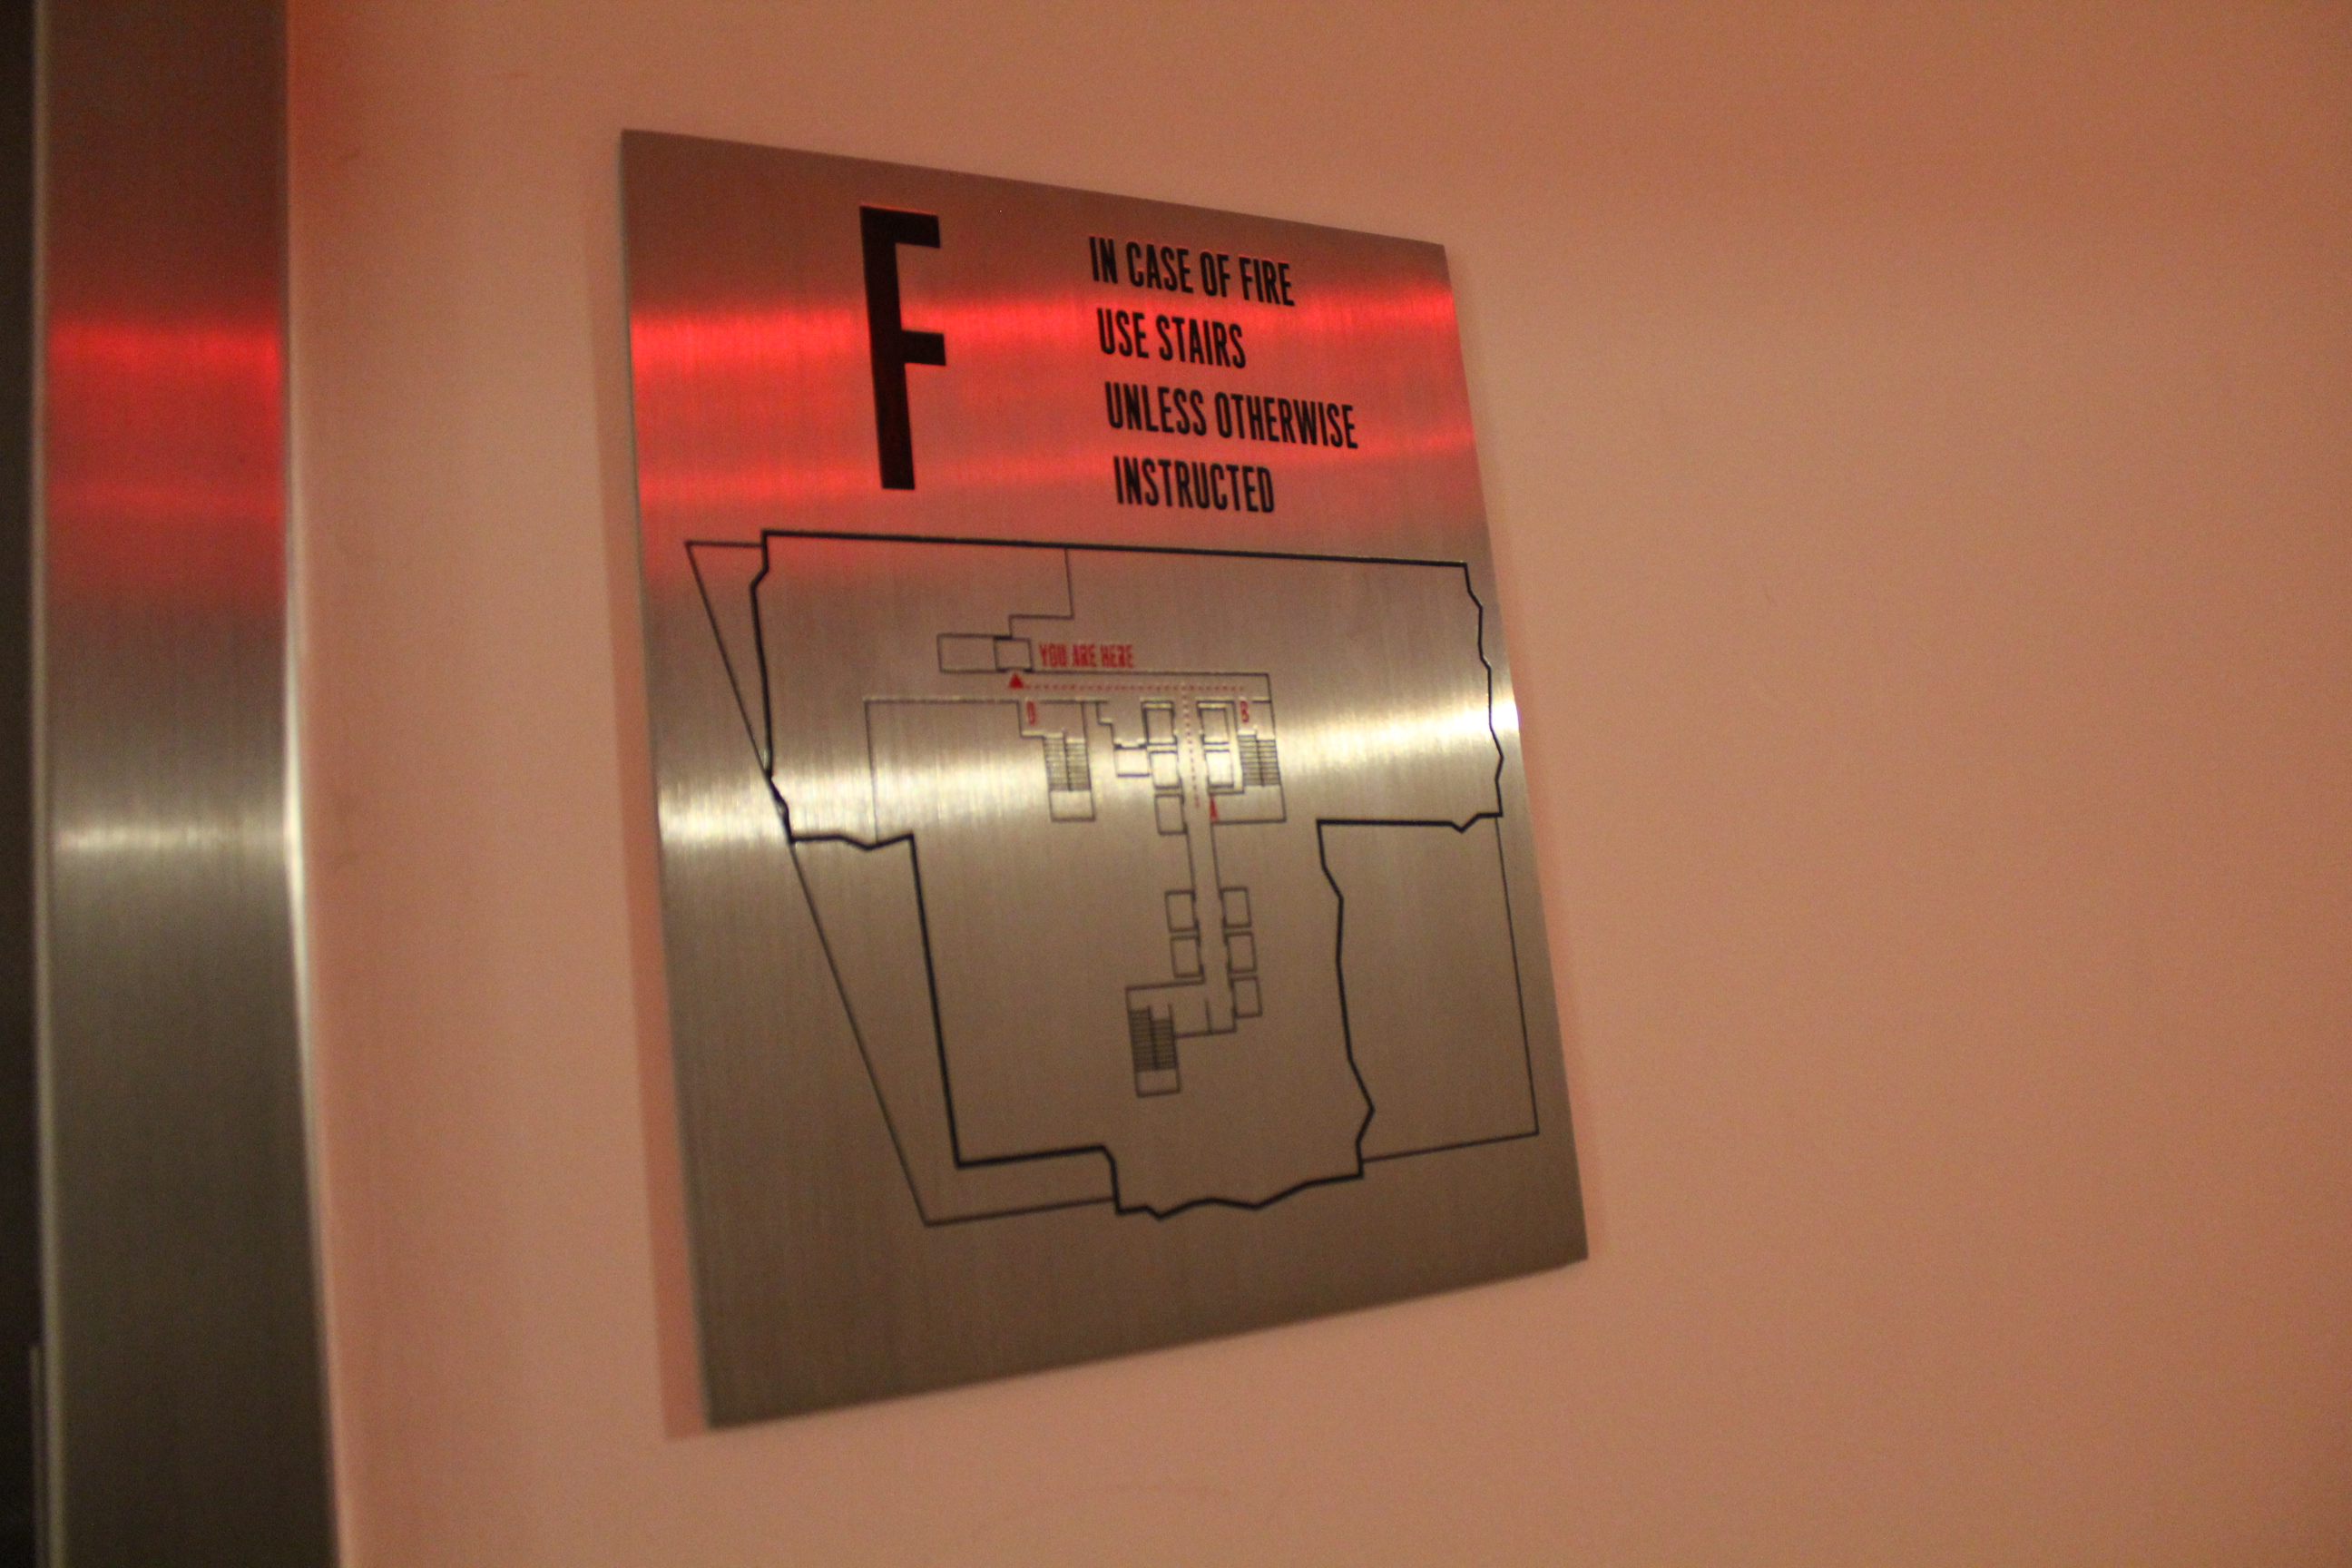 F
IN CASE OF FIRE
USE STAIRS
UNLESS OTHERWISE
INSTRUCTED
YOU ARE HERE
D
B
A